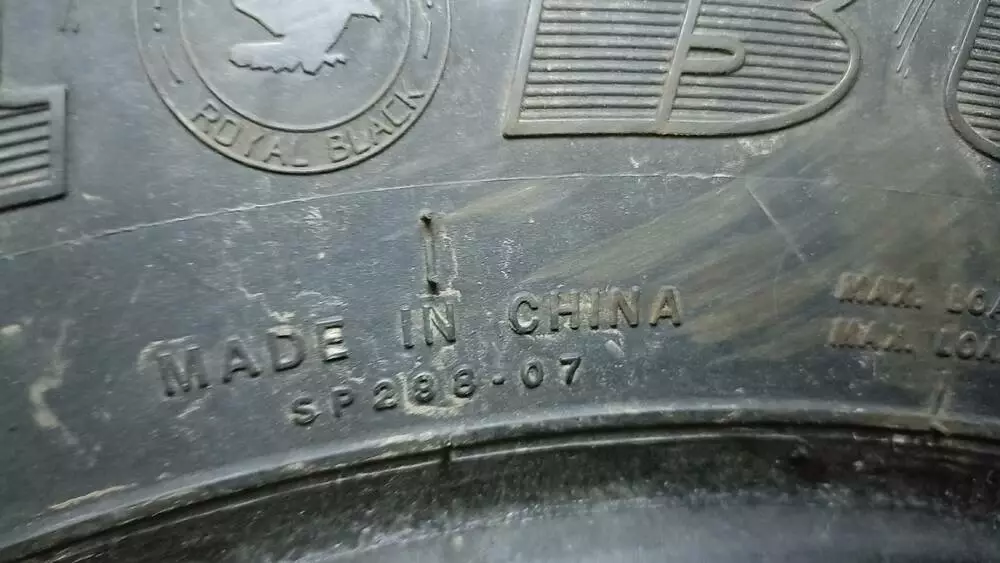 ROYAL BLACK
B
MADE IN CHINA
SP288-07
MAX. LOA
MAX. LOA